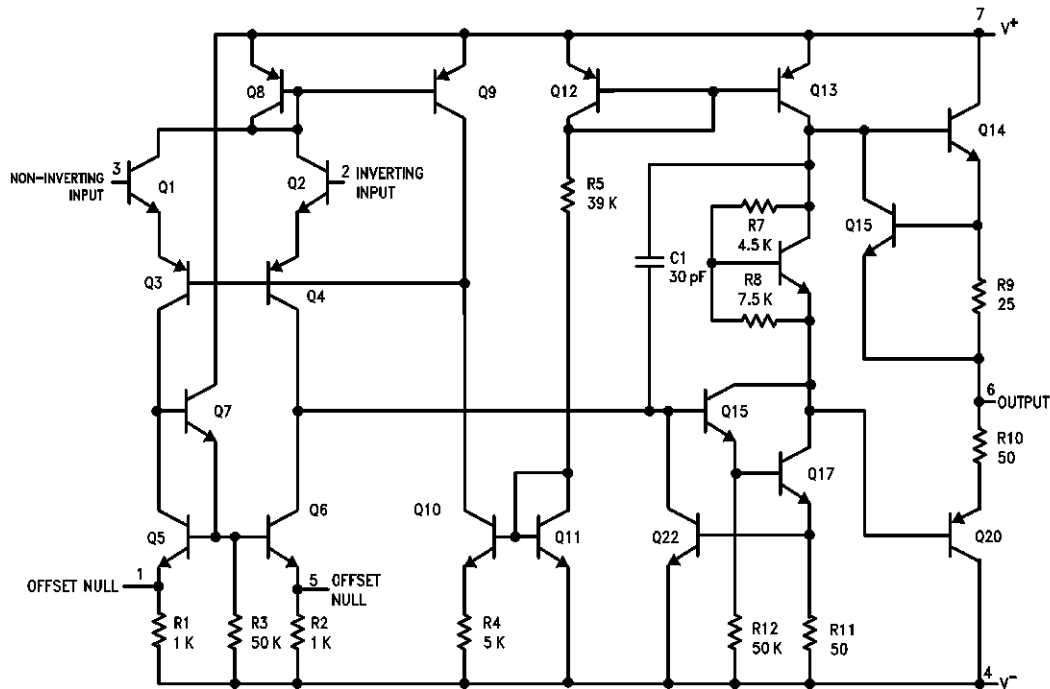 7 V+
Q8
Q9
Q12
Q13
Q14
3
NON-INVERTING
INPUT
Q1
Q2
2 INVERTING
INPUT
R5
39 K
R7
4.5 K
Q15
C1
30 pF
R8
7.5 K
Q3
Q4
R9
25
Q7
Q15
6
OUTPUT
R10
50
Q17
Q5
Q6
Q10
Q11
Q22
Q20
1
OFFSET NULL
5 OFFSET
NULL
R1
1 K
R3
50 K
R2
1 K
R4
5 K
R12
50 K
R11
50
4 V-